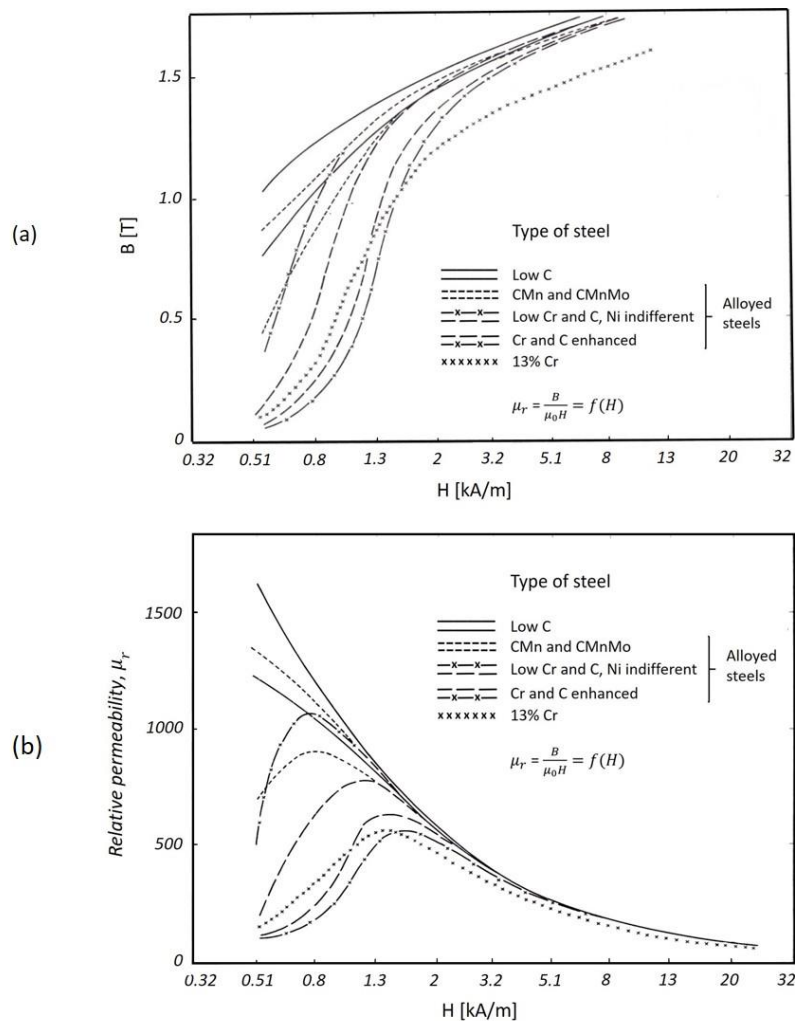 (a)
B [T]
1.5
1.0
0.5
0
Type of steel
Low C
CMn and CMnMo
Low Cr and C, Ni indifferent
Cr and C enhanced
13% Cr
Alloyed
steels
μr = B/μ0H = f(H)
0.32 0.51 0.8 1.3 2 3.2 5.1 8 13 20 32
H [kA/m]
(b)
Relative permeability, μr
1500
1000
500
0
Type of steel
Low C
CMn and CMnMo
Low Cr and C, Ni indifferent
Cr and C enhanced
13% Cr
Alloyed
steels
μr = B/μ0H = f(H)
0.32 0.51 0.8 1.3 2 3.2 5.1 8 13 20 32
H [kA/m]